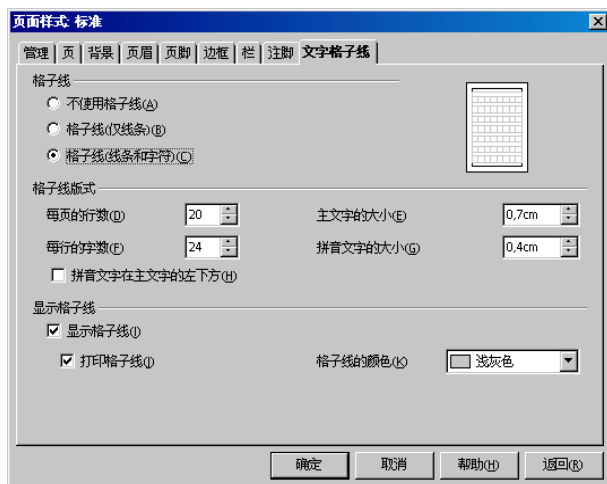 页面样式: 标准
管理 页 背景 页眉 页脚 边框 栏 注脚 文字格子线
格子线
不使用格子线(A)
格子线(仅线条)(B)
格子线(线条和字符)(C)
格子线版式
每页的行数(D) 20 主文字的大小(E) 0,7cm
每行的字数(F) 24 拼音文字的大小(G) 0,4cm
拼音文字在主文字的左下方(H)
显示格子线
显示格子线(I)
打印格子线(J) 格子线的颜色(K) 浅灰色
确定 取消 帮助(H) 返回(R)